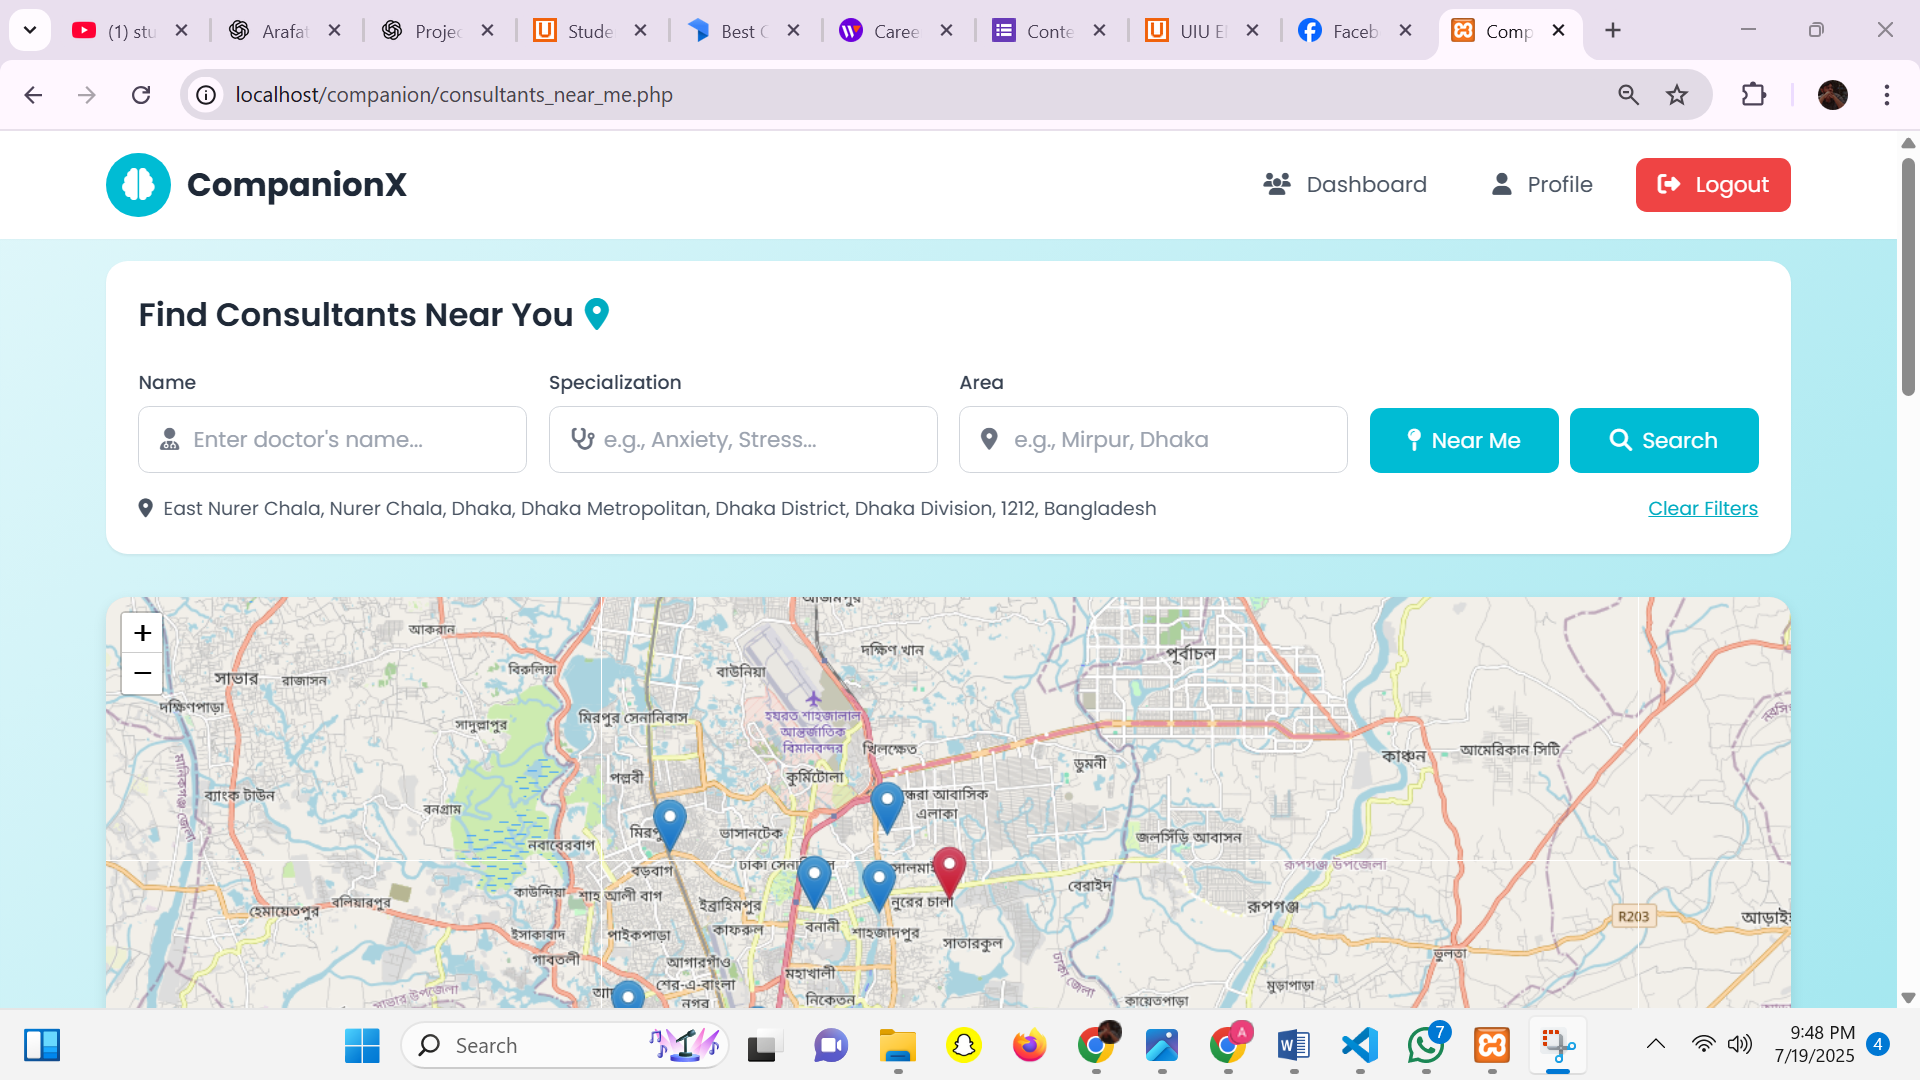 (1) stu
Arafat
Projec
Stude
Best C
Caree
Conte
UIU El
Faceb
Comp
localhost/companion/consultants_near_me.php
CompanionX
Dashboard
Profile
Logout
Find Consultants Near You
Name
Specialization
Area
Enter doctor's name...
e.g., Anxiety, Stress...
e.g., Mirpur, Dhaka
Near Me
Search
East Nurer Chala, Nurer Chala, Dhaka, Dhaka Metropolitan, Dhaka District, Dhaka Division, 1212, Bangladesh
Clear Filters
+
−
আজমপুর
আকরান
দক্ষিণ খান
পূর্বাচল
বিরুলিয়া
বাউনিয়া
সাভার
রাজাসন
দক্ষিণপাড়া
সাদুল্লাপুর
মিরপুর সেনানিবাস
হযরত শাহজালাল
আন্তর্জাতিক
বিমানবন্দর
খিলক্ষেত
কাঞ্চন
আমেরিকান সিটি
ডুমনী
পল্লবী
কুর্মিটোলা
ব্যাংক টাউন
বনগ্রাম
ন্ধরা আবাসিক
এলাকা
মিরপু
ভাসানটেক
জলসিঁড়ি আবাসন
নবাবেরবাগ
ঢাকা সেনা
রূপগঞ্জ উপজেলা
বড়বাগ
সালমাই
কাউন্দিয়া
শাহ আলী বাগ
বেরাইদ
বলিয়ারপুর
হেমায়েতপুর
ইব্রাহিমপুর
নুরের চালা
রূপগঞ্জ
R203
আড়াই
ইসাকাবাদ
পাইকপাড়া
কাফরুল
বনানী
শাহজাদপুর
সাতারকুল
গাবতলী
ভুলতা
আগারগাঁও
মহাখালী
শের-এ-বাংলা
নগর
নিকেতন
মুড়াপাড়া
সাভার উপজেলা
কায়েতপাড়া
Search
A
7
9:48 PM
7/19/2025
4